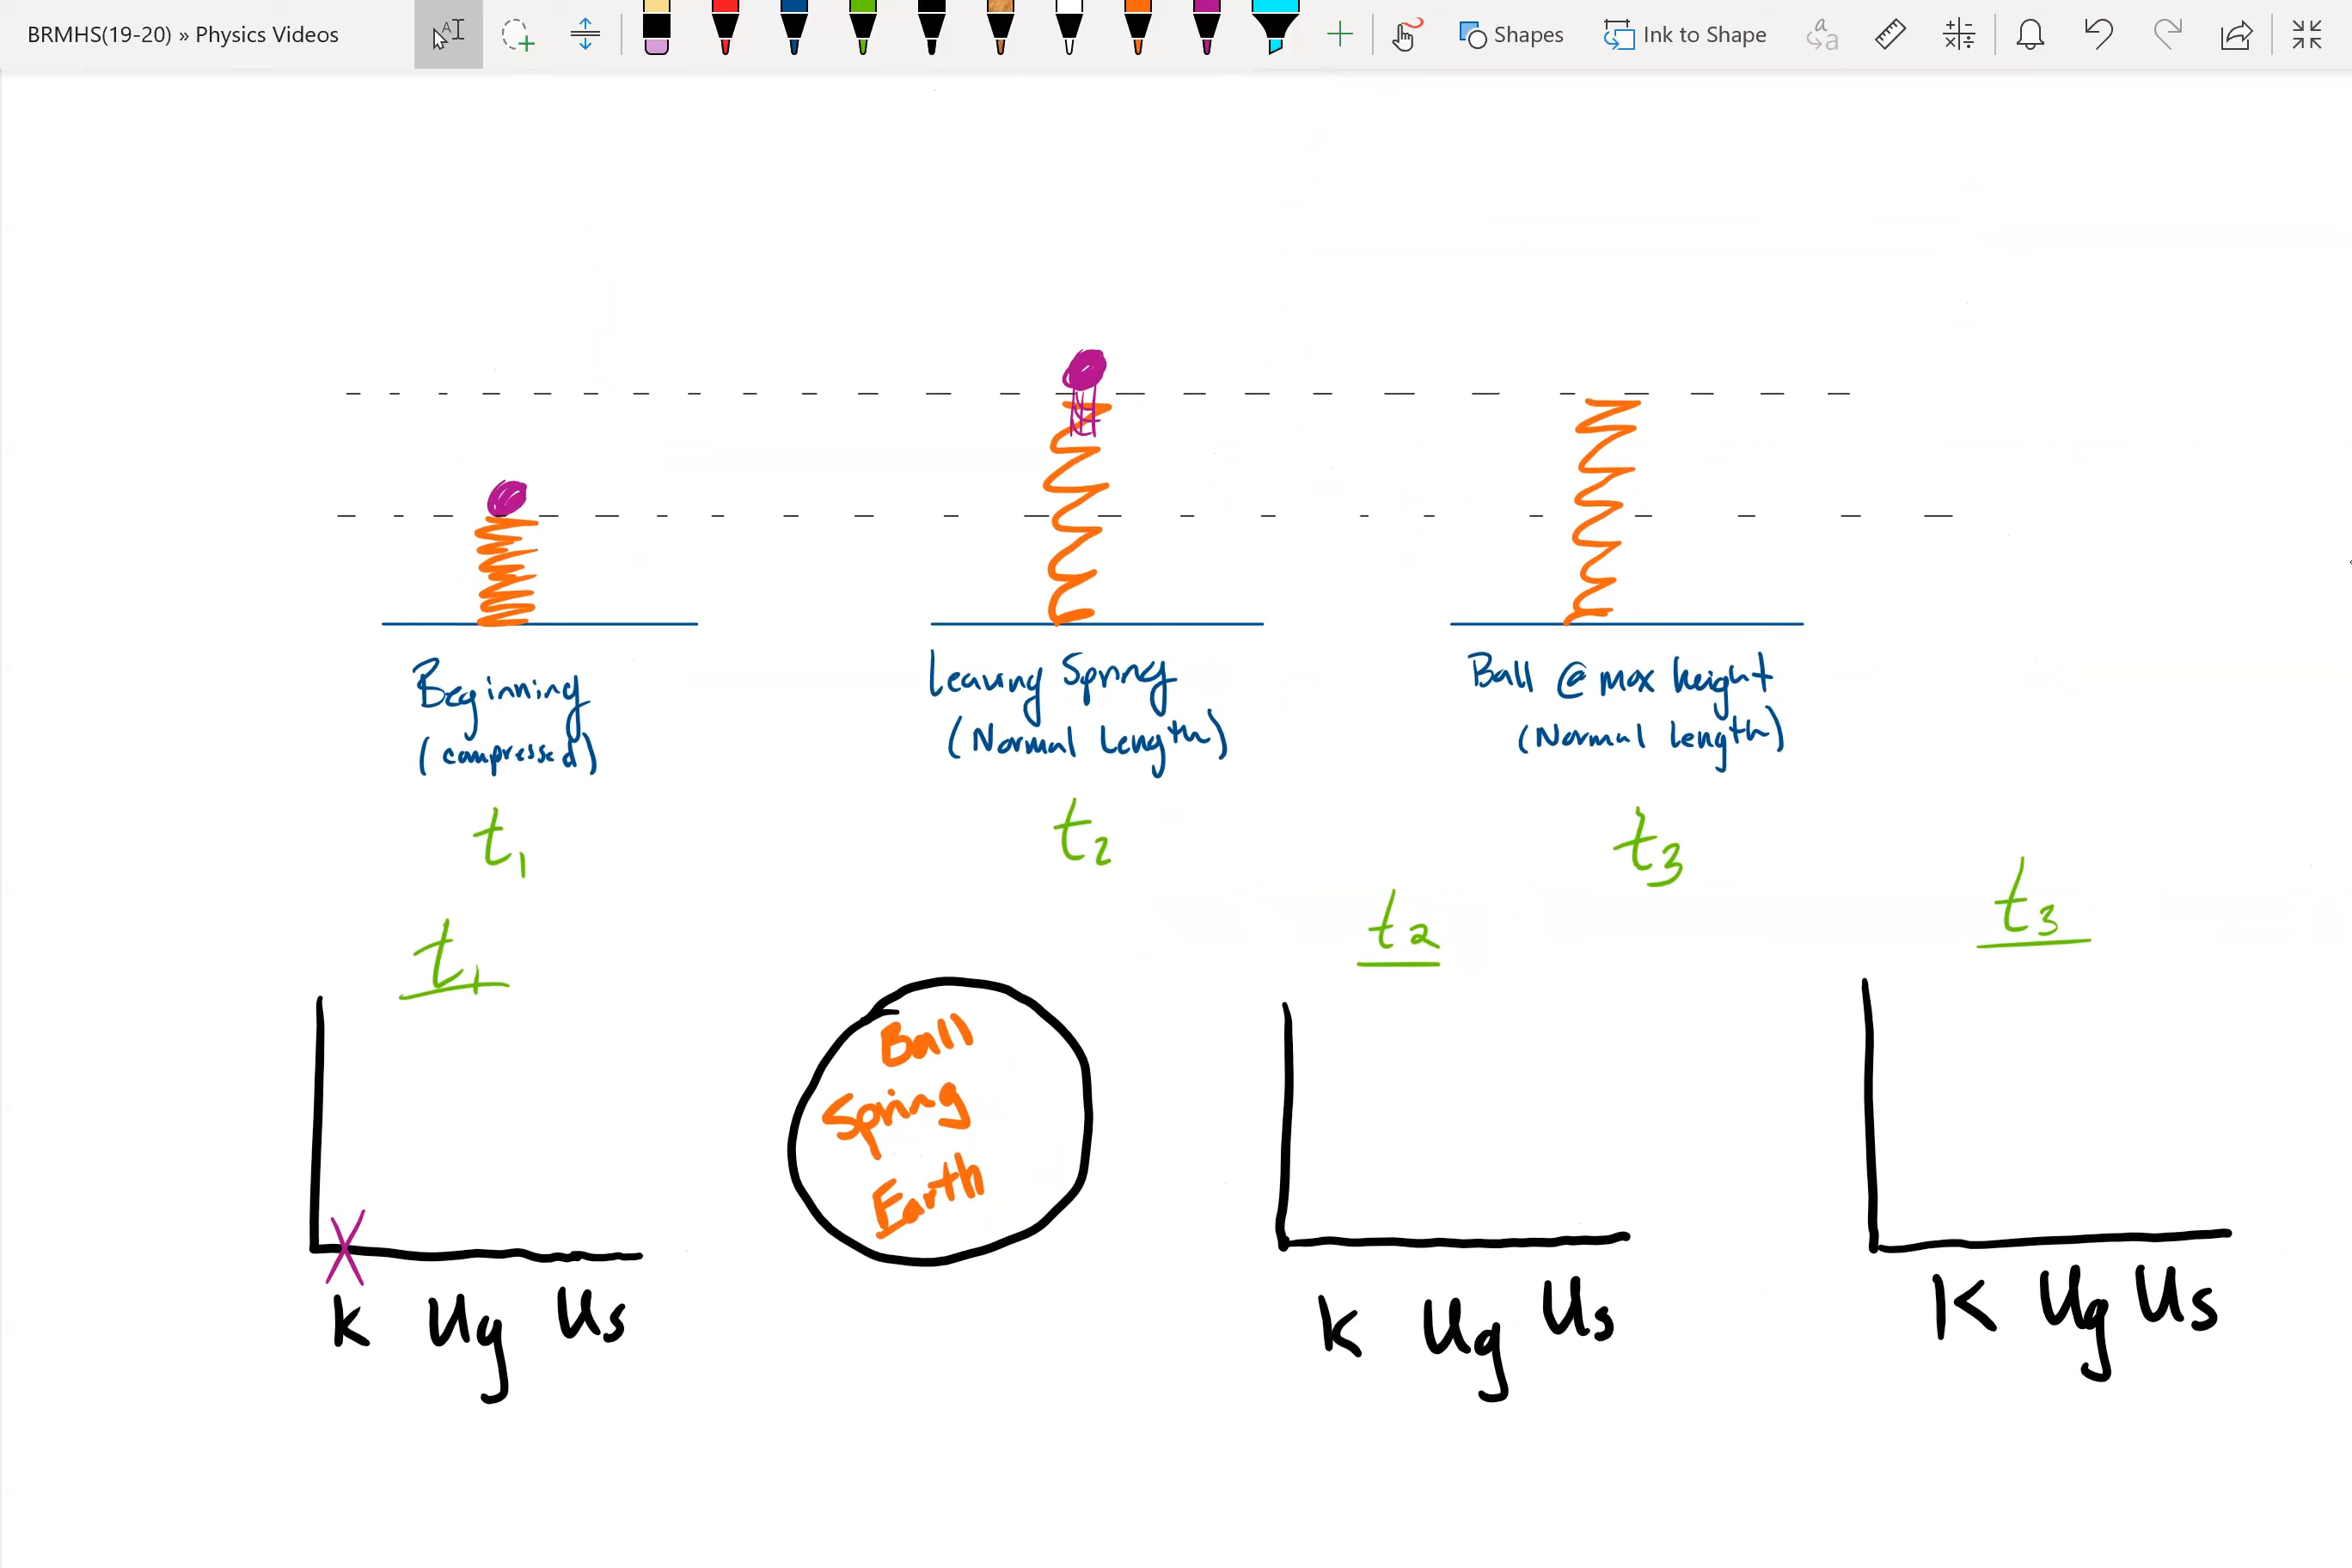 BRMHS(19-20) » Physics Videos
Shapes
Ink to Shape
Beginning
(compressed)
Leaving Spring
(Normal Length)
Ball @ max height
(Normal Length)
t₁
t₂
t₃
t₁
t₂
t₃
Ball
Spring
Earth
K Ug Us
K Ug Us
K Ug Us